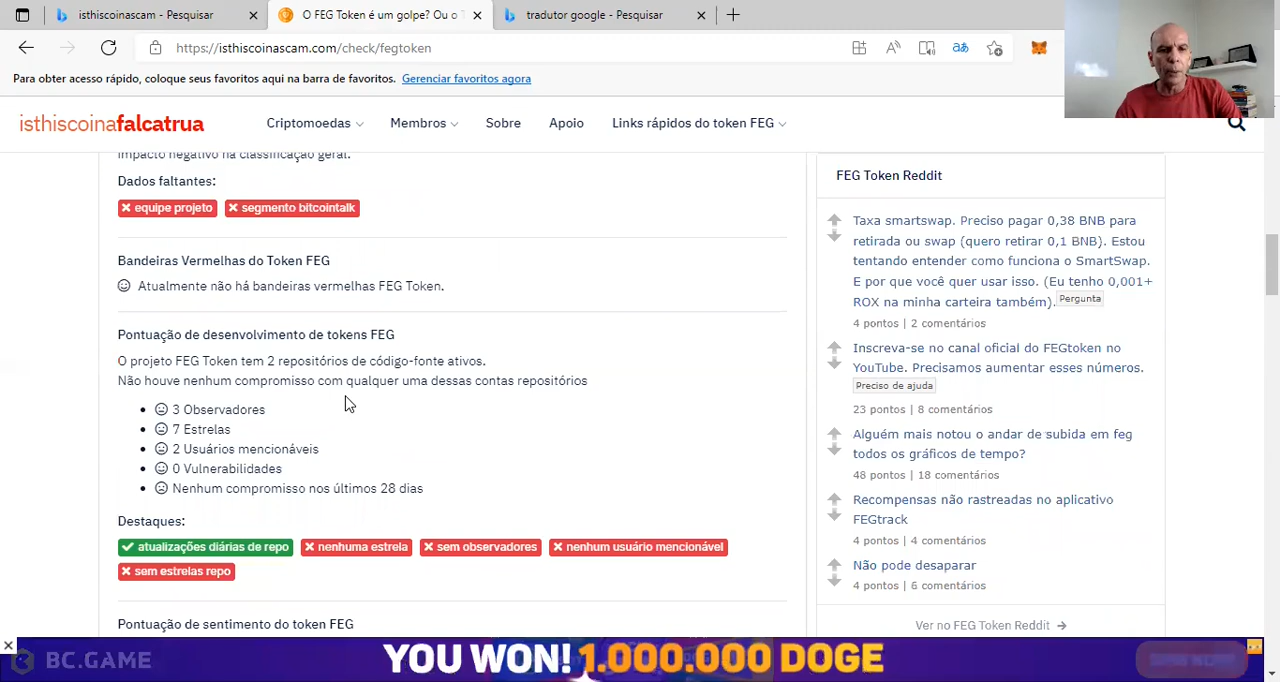 isthiscoinascam - Pesquisar
O FEG Token é um golpe? Ou o T
tradutor google - Pesquisar
https://isthiscoinascam.com/check/fegtoken
Para obter acesso rápido, coloque seus favoritos aqui na barra de favoritos. Gerenciar favoritos agora
isthiscoinafalcatrua
Criptomoedas
Membros
Sobre
Apoio
Links rápidos do token FEG
impacto negativo na classificação geral.
Dados faltantes:
equipe projeto
segmento bitcointalk
Bandeiras Vermelhas do Token FEG
Atualmente não há bandeiras vermelhas FEG Token.
Pontuação de desenvolvimento de tokens FEG
O projeto FEG Token tem 2 repositórios de código-fonte ativos.
Não houve nenhum compromisso com qualquer uma dessas contas repositórios
3 Observadores
7 Estrelas
2 Usuários mencionáveis
0 Vulnerabilidades
Nenhum compromisso nos últimos 28 dias
Destaques:
atualizações diárias de repo
nenhuma estrela
sem observadores
nenhum usuário mencionável
sem estrelas repo
Pontuação de sentimento do token FEG
FEG Token Reddit
Taxa smartswap. Preciso pagar 0,38 BNB para
retirada ou swap (quero retirar 0,1 BNB). Estou
tentando entender como funciona o SmartSwap.
E por que você quer usar isso. (Eu tenho 0,001+
ROX na minha carteira também). Pergunta
4 pontos | 2 comentários
Inscreva-se no canal oficial do FEGtoken no
YouTube. Precisamos aumentar esses números.
Preciso de ajuda
23 pontos | 8 comentários
Alguém mais notou o andar de subida em feg
todos os gráficos de tempo?
48 pontos | 18 comentários
Recompensas não rastreadas no aplicativo
FEGtrack
4 pontos | 4 comentários
Não pode desaparar
4 pontos | 6 comentários
Ver no FEG Token Reddit
BC.GAME
YOU WON! 1.000.000 DOGE